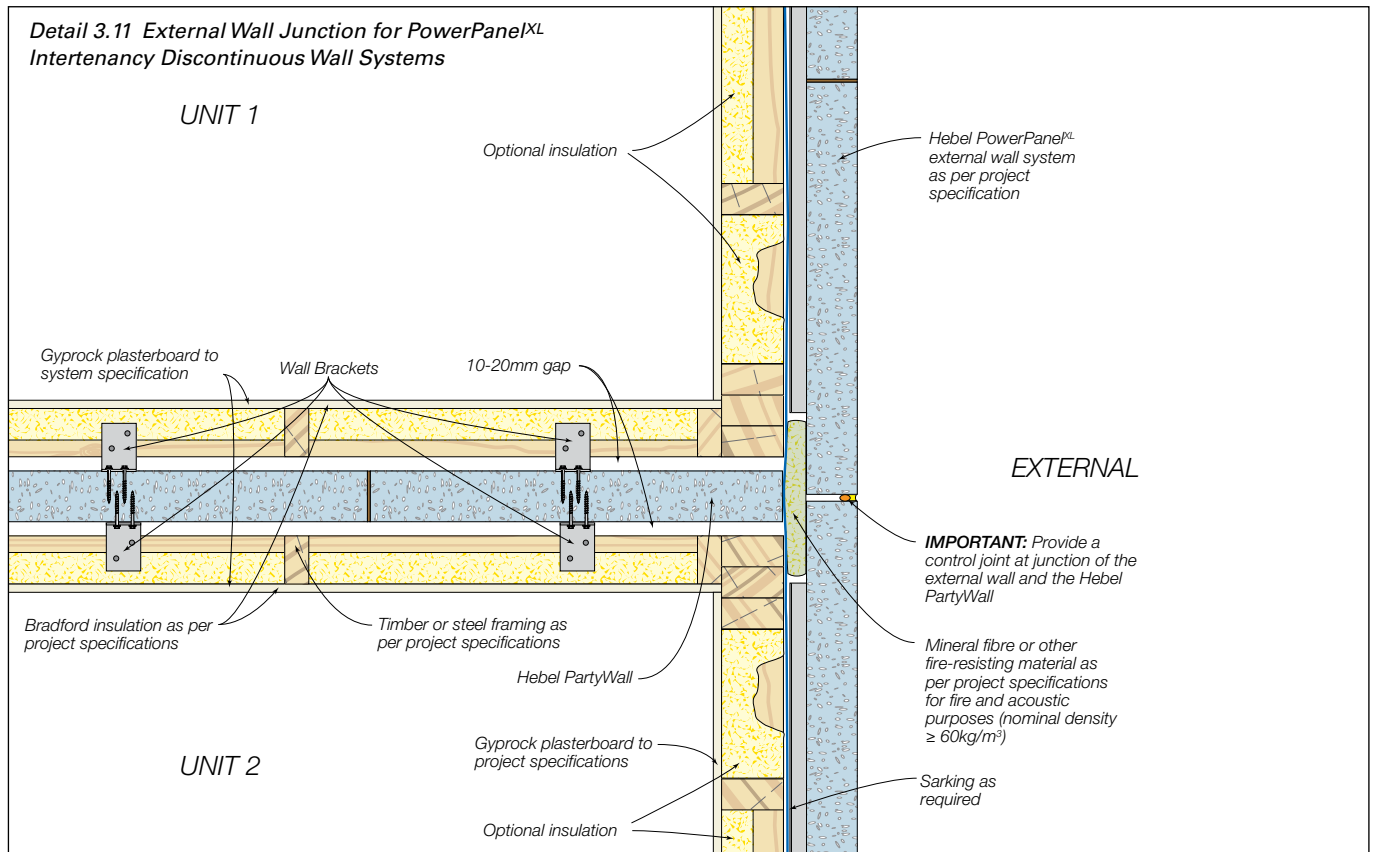 Detail 3.11 External Wall Junction for PowerPanelXL
Intertenancy Discontinuous Wall Systems
UNIT 1
Optional insulation
Hebel PowerPanelXL
external wall system
as per project
specification
Gyprock plasterboard to
system specification
Wall Brackets
10-20mm gap
EXTERNAL
IMPORTANT: Provide a
control joint at junction of the
external wall and the Hebel
PartyWall
Bradford insulation as per
project specifications
Timber or steel framing as
per project specifications
Hebel PartyWall
Mineral fibre or other
fire-resisting material as
per project specifications
for fire and acoustic
purposes (nominal density
≥ 60kg/m³)
Gyprock plasterboard to
project specifications
UNIT 2
Sarking as
required
Optional insulation